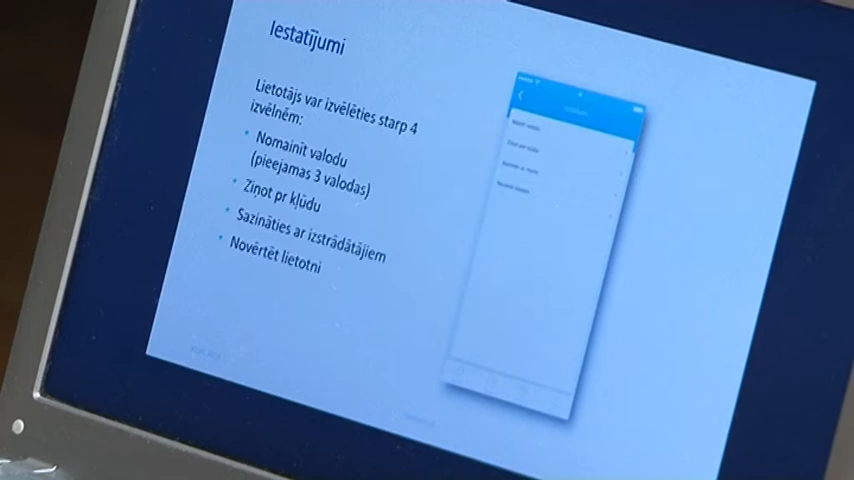 Iestatījumi
Lietotājs var izvēlēties starp 4
izvēlnēm:
Nomainīt valodu
(pieejamas 3 valodas)
Ziņot pr kļūdu
Sazināties ar izstrādātājiem
Novērtēt lietotni